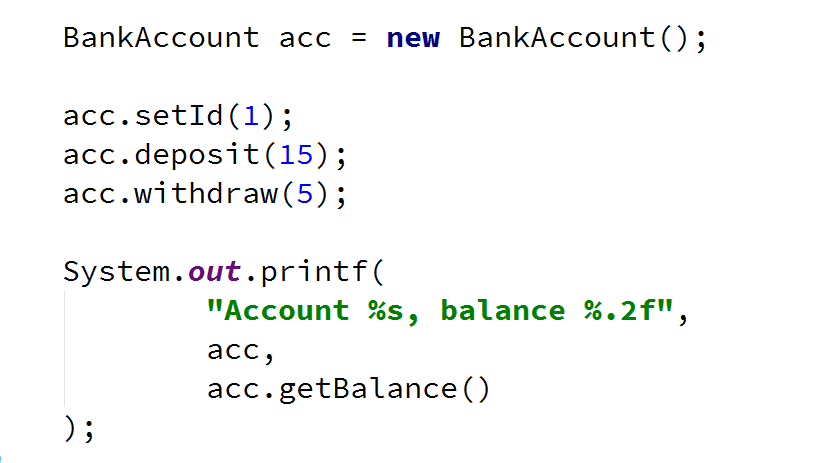 BankAccount acc = new BankAccount();
acc.setId(1);
acc.deposit(15);
acc.withdraw(5);
System.out.printf(
"Account %s, balance %.2f",
acc,
acc.getBalance()
);